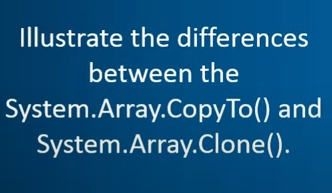 Illustrate the differences
between the
System.Array.CopyTo() and
System.Array.Clone().